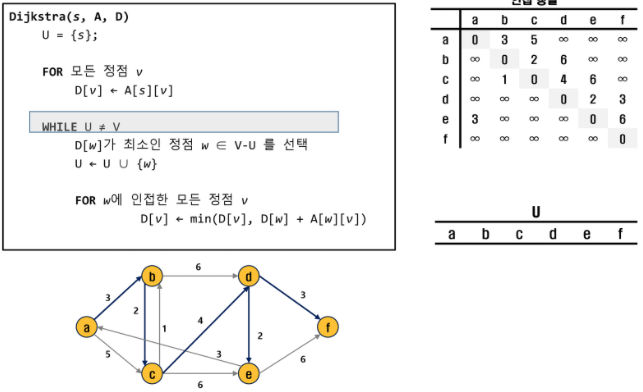 Dijkstra(s, A, D)
U = {s};
FOR 모든 정점 v
D[v] ← A[s][v]
WHILE U ≠ V
D[w]가 최소인 정점 w ∈ V-U 를 선택
U ← U ∪ {w}
FOR w에 인접한 모든 정점 v
D[v] ← min(D[v], D[w] + A[w][v])
인접 행렬
a b c d e f
a 0 3 5 ∞ ∞ ∞
b ∞ 0 2 6 ∞ ∞
c ∞ 1 0 4 6 ∞
d ∞ ∞ ∞ 0 2 3
e 3 ∞ ∞ ∞ 0 6
f ∞ ∞ ∞ ∞ ∞ 0
U
a b c d e f
6
b d
3 2 1 4 2 3
a f
5 3 6
c e
6